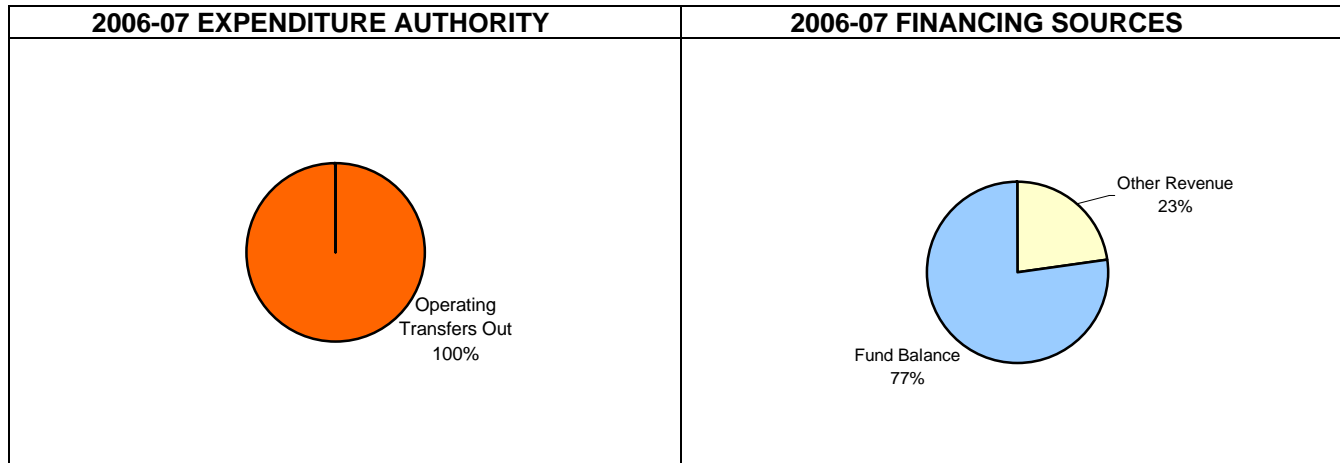 2006-07 EXPENDITURE AUTHORITY
2006-07 FINANCING SOURCES
Operating
Transfers Out
100%
Other Revenue
23%
Fund Balance
77%